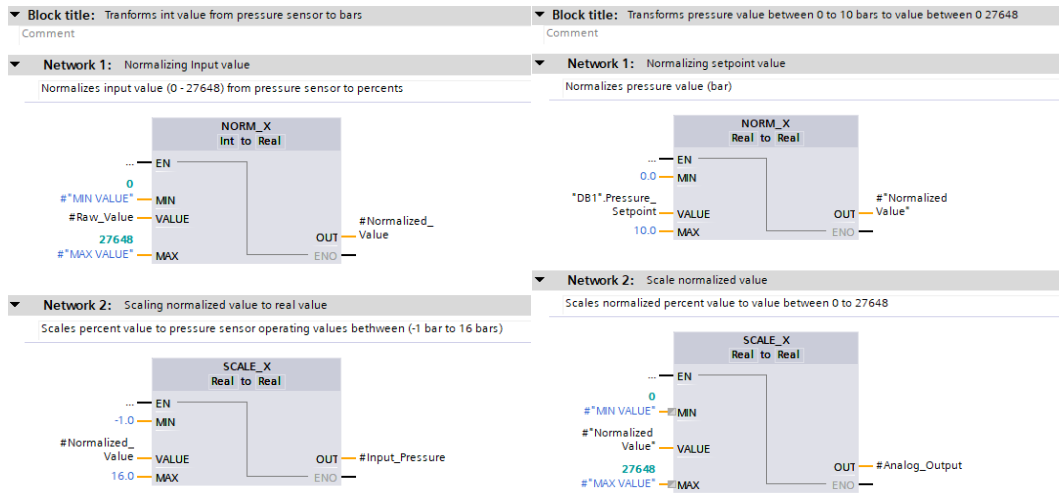 Block title: Tranforms int value from pressure sensor to bars
Comment
Network 1: Normalizing Input value
Normalizes input value (0 - 27648) from pressure sensor to percents
NORM_X
Int to Real
... EN
0
#"MIN VALUE" MIN
#Raw_Value VALUE
27648
#"MAX VALUE" MAX
#Normalized_
OUT Value
ENO
Network 2: Scaling normalized value to real value
Scales percent value to pressure sensor operating values bethween (-1 bar to 16 bars)
SCALE_X
Real to Real
... EN
-1.0 MIN
#Normalized_
Value VALUE
16.0 MAX
OUT #Input_Pressure
ENO
Block title: Transforms pressure value between 0 to 10 bars to value between 0 27648
Comment
Network 1: Normalizing setpoint value
Normalizes pressure value (bar)
NORM_X
Real to Real
... EN
0.0 MIN
"DB1".Pressure_
Setpoint VALUE
10.0 MAX
#"Normalized
OUT Value"
ENO
Network 2: Scale normalized value
Scales normalized percent value to value between 0 to 27648
SCALE_X
Real to Real
... EN
0
#"MIN VALUE" MIN
#"Normalized
Value" VALUE
27648
#"MAX VALUE" MAX
OUT #Analog_Output
ENO